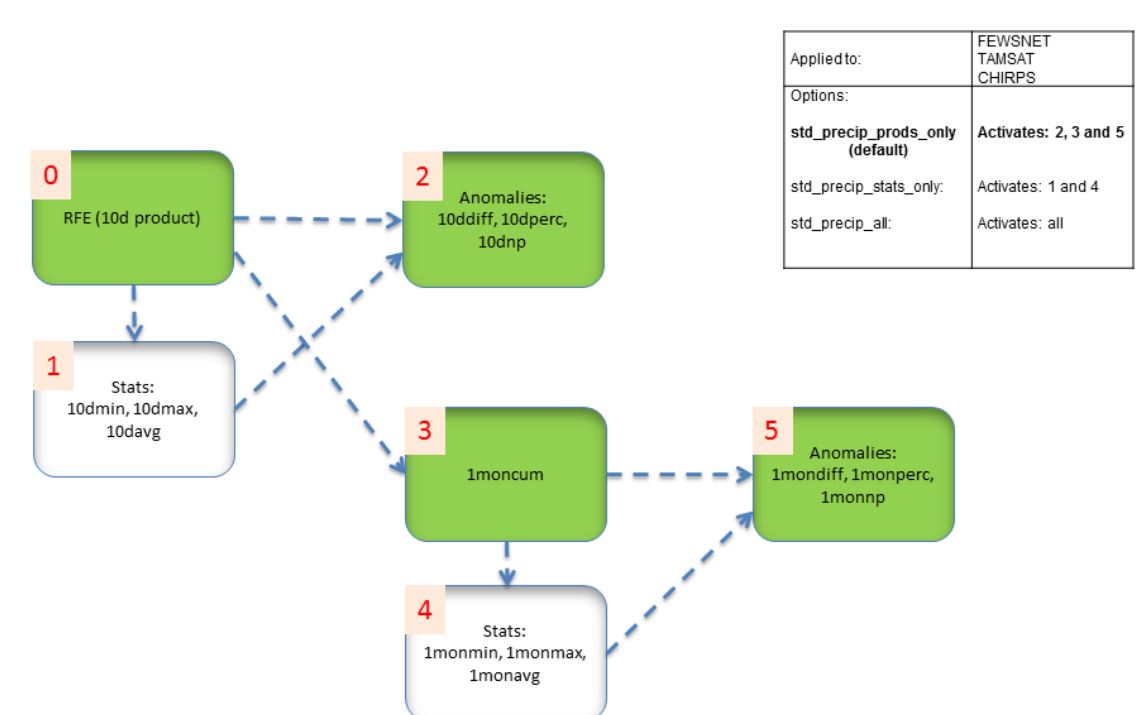 Applied to:
FEWSNET
TAMSAT
CHIRPS
Options:
std_precip_prods_only
(default)
Activates: 2, 3 and 5
std_precip_stats_only:
Activates: 1 and 4
std_precip_all:
Activates: all
0
RFE (10d product)
2
Anomalies:
10ddiff, 10dperc,
10dnp
1
Stats:
10dmin, 10dmax,
10davg
3
1moncum
5
Anomalies:
1mondiff, 1monperc,
1monnp
4
Stats:
1monmin, 1monmax,
1monavg